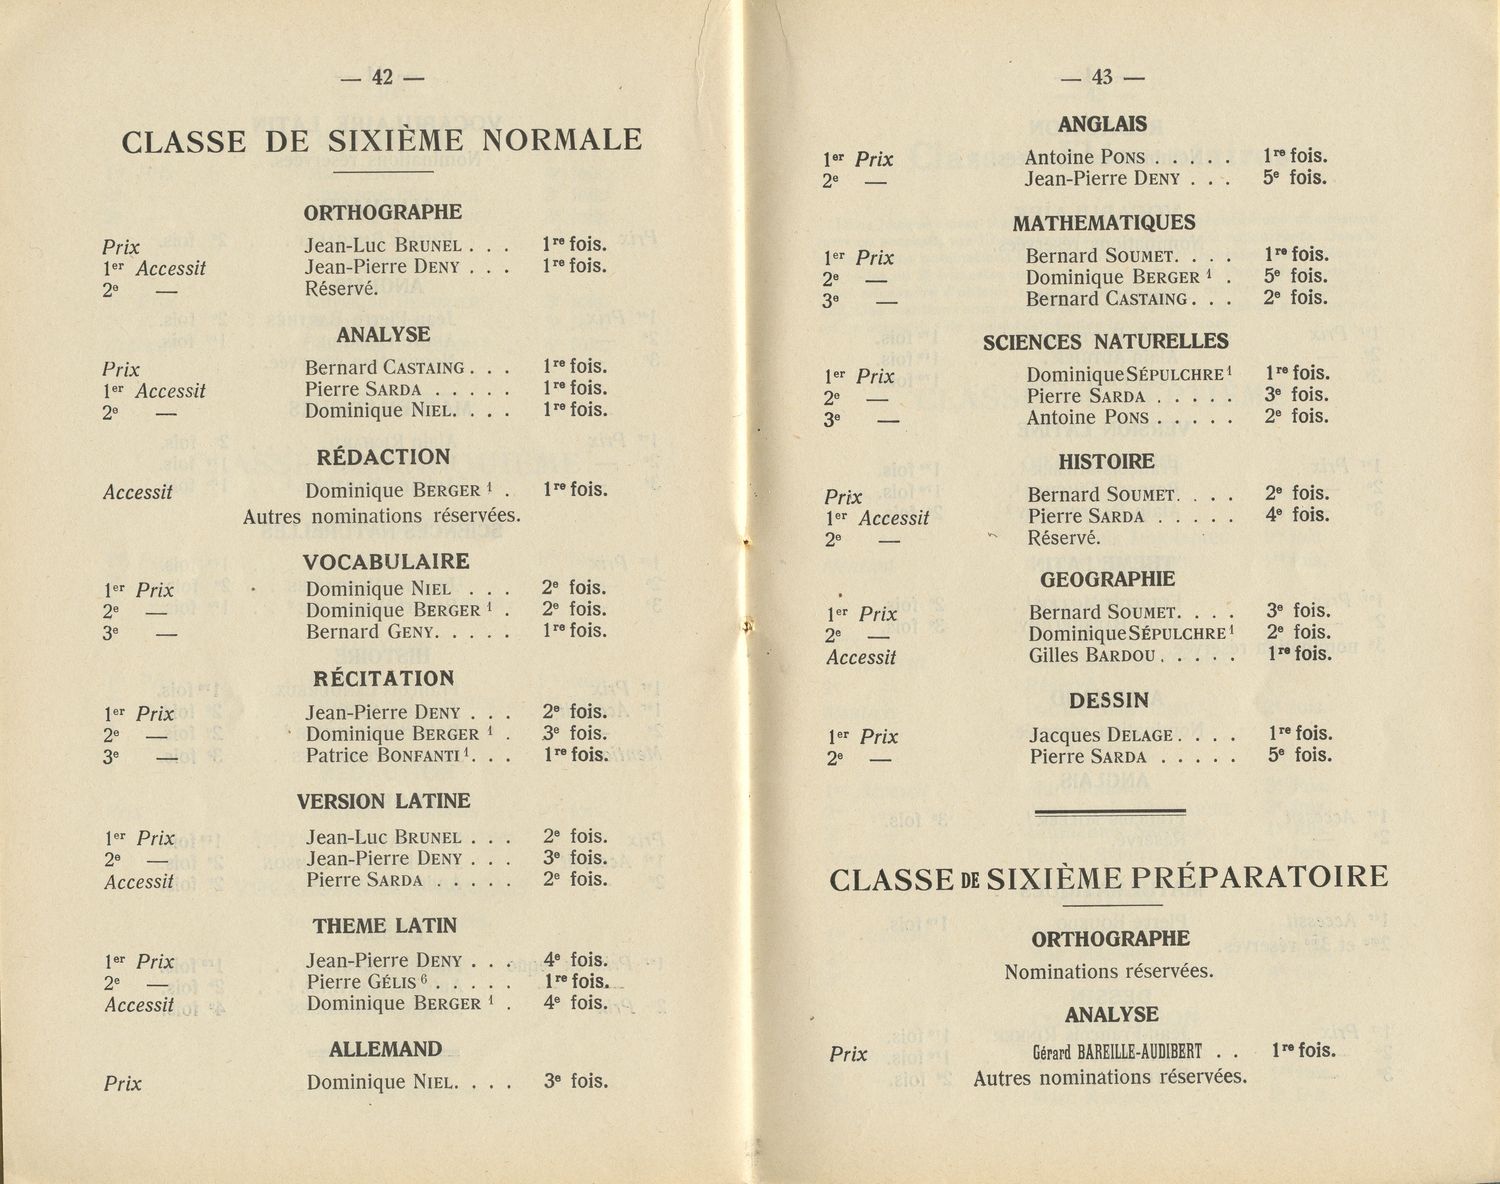 — 42 —
CLASSE DE SIXIÈME NORMALE
ORTHOGRAPHE
Prix Jean-Luc BRUNEL . . . 1re fois.
1er Accessit Jean-Pierre DENY . . . 1re fois.
2e — Réservé.
ANALYSE
Prix Bernard CASTAING . . . 1re fois.
1er Accessit Pierre SARDA . . . . . 1re fois.
2e — Dominique NIEL. . . . 1re fois.
RÉDACTION
Accessit Dominique BERGER 1 . 1re fois.
Autres nominations réservées.
VOCABULAIRE
1er Prix Dominique NIEL . . . 2e fois.
2e — Dominique BERGER 1 . 2e fois.
3e — Bernard GENY. . . . . 1re fois.
RÉCITATION
1er Prix Jean-Pierre DENY . . . 2e fois.
2e — Dominique BERGER 1 . 3e fois.
3e — Patrice BONFANTI 1. . . 1re fois.
VERSION LATINE
1er Prix Jean-Luc BRUNEL . . . 2e fois.
2e — Jean-Pierre DENY . . . 3e fois.
Accessit Pierre SARDA . . . . . 2e fois.
THEME LATIN
1er Prix Jean-Pierre DENY . . . 4e fois.
2e — Pierre GÉLIS 6 . . . . . 1re fois.
Accessit Dominique BERGER 1 . 4e fois.
ALLEMAND
Prix Dominique NIEL. . . . 3e fois.
— 43 —
ANGLAIS
1er Prix Antoine PONS . . . . . 1re fois.
2e — Jean-Pierre DENY . . . 5e fois.
MATHEMATIQUES
1er Prix Bernard SOUMET. . . . 1re fois.
2e — Dominique BERGER 1 . 5e fois.
3e — Bernard CASTAING . . . 2e fois.
SCIENCES NATURELLES
1er Prix Dominique SÉPULCHRE 1 1re fois.
2e — Pierre SARDA . . . . . 3e fois.
3e — Antoine PONS . . . . . 2e fois.
HISTOIRE
Prix Bernard SOUMET. . . . 2e fois.
1er Accessit Pierre SARDA . . . . . 4e fois.
2e — Réservé.
GEOGRAPHIE
1er Prix Bernard SOUMET. . . . 3e fois.
2e — Dominique SÉPULCHRE 1 2e fois.
Accessit Gilles BARDOU . . . . . 1re fois.
DESSIN
1er Prix Jacques DELAGE . . . . 1re fois.
2e — Pierre SARDA . . . . . 5e fois.
CLASSE DE SIXIÈME PRÉPARATOIRE
ORTHOGRAPHE
Nominations réservées.
ANALYSE
Prix Gérard BAREILLE-AUDIBERT . . 1re fois.
Autres nominations réservées.